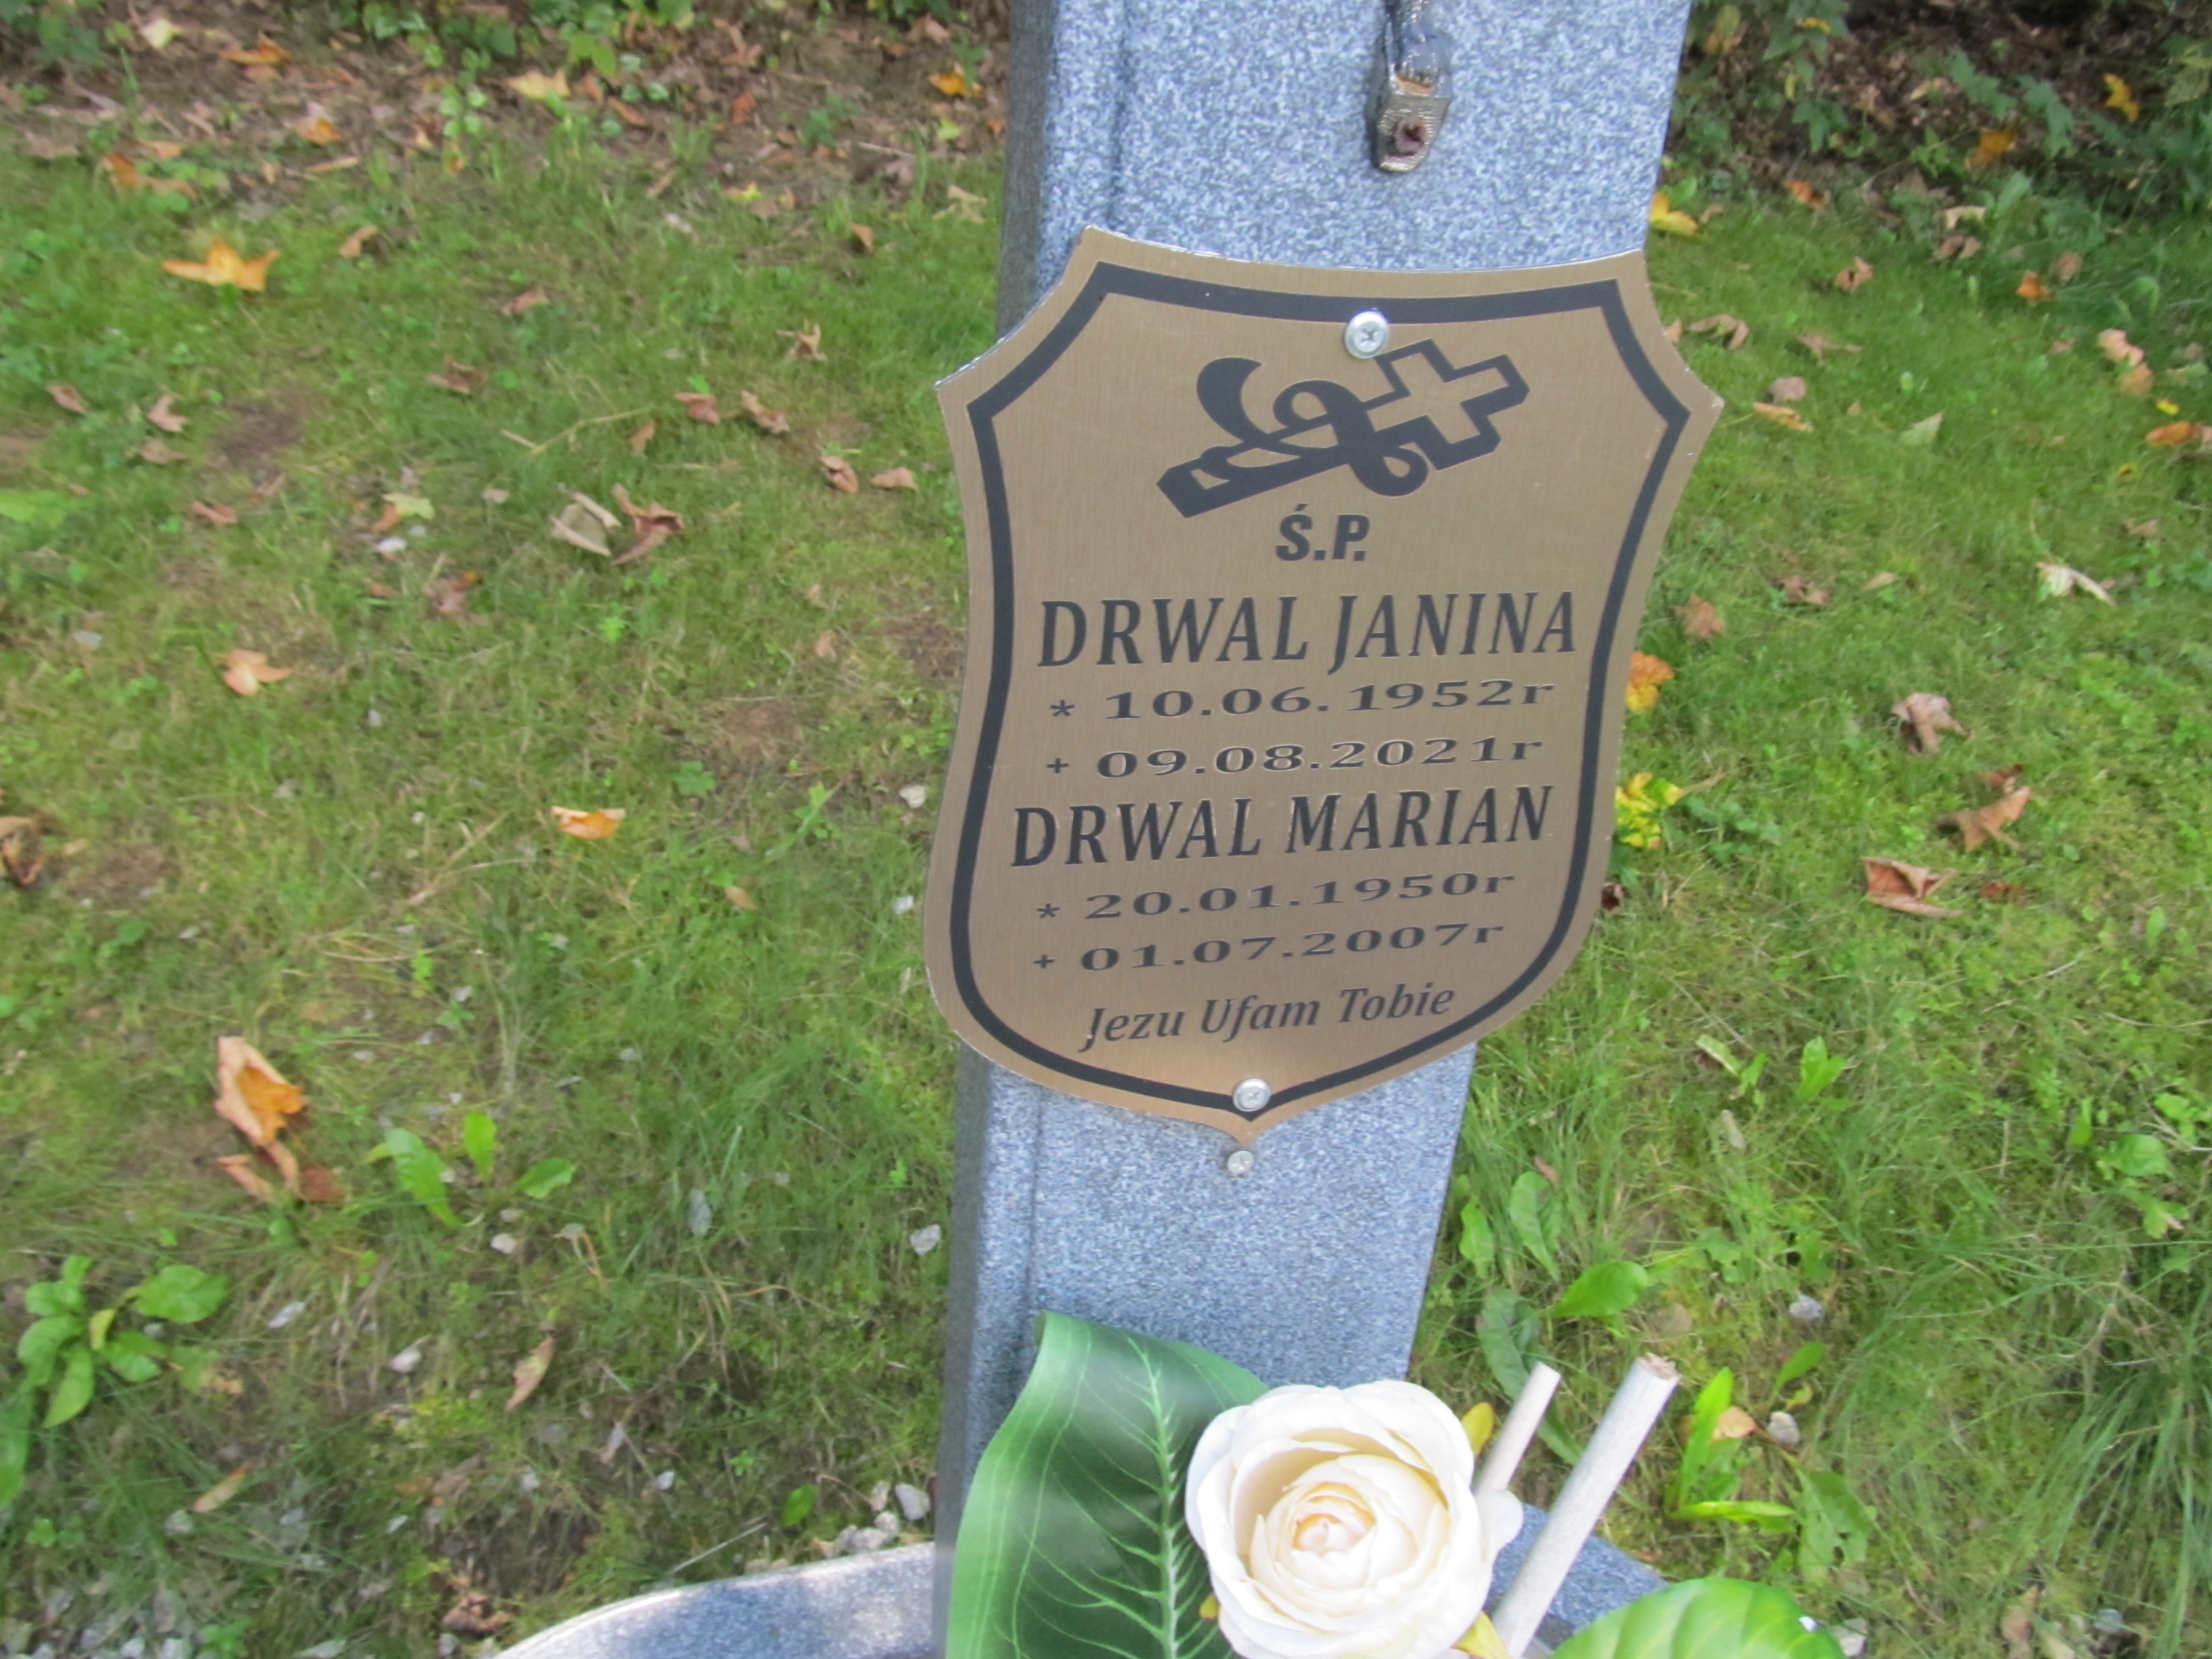 Ś.P.
DRWAL JANINA
* 10.06.1952r
+ 09.08.2021r
DRWAL MARIAN
* 20.01.1950r
+ 01.07.2007r
Jezu Ufam Tobie